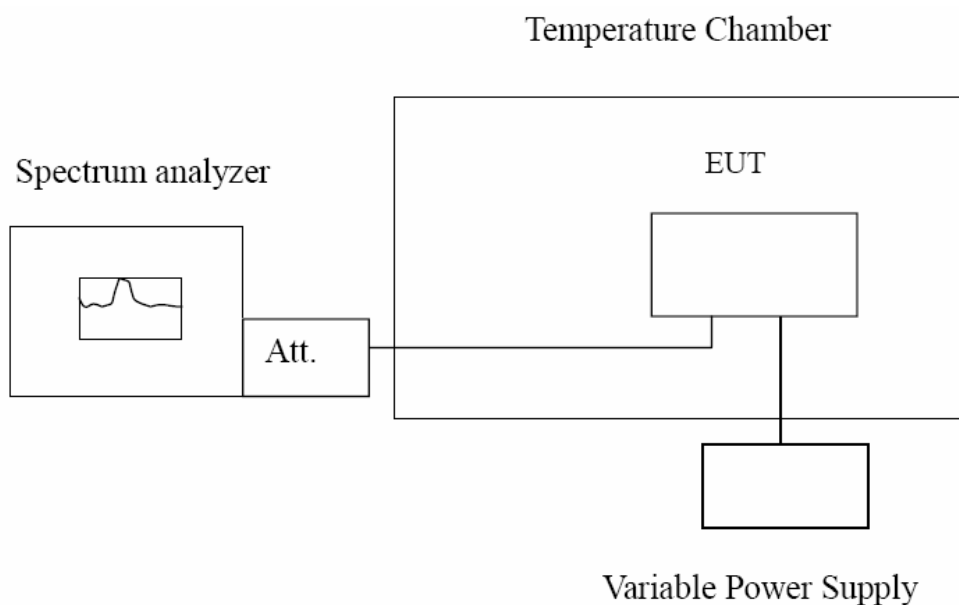 Temperature Chamber
Spectrum analyzer
EUT
Att.
Variable Power Supply